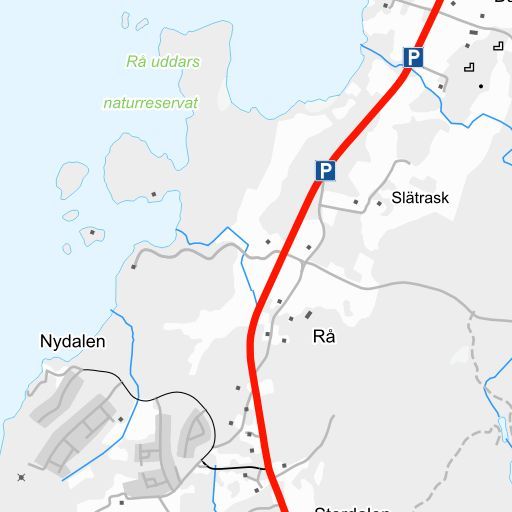 Rå uddars
naturreservat
P
P
Slätrask
Rå
Nydalen